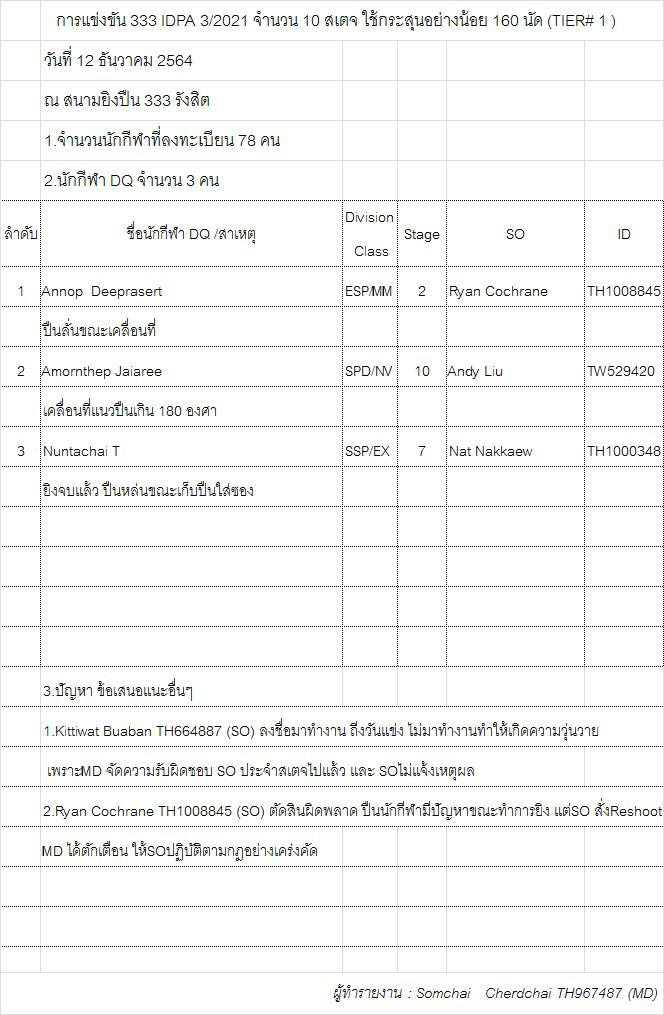 การแข่งขัน 333 IDPA 3/2021 จำนวน 10 สเตจ ใช้กระสุนอย่างน้อย 160 นัด (TIER# 1 )
วันที่ 12 ธันวาคม 2564
ณ สนามยิงปืน 333 รังสิต
1.จำนวนนักกีฬาที่ลงทะเบียน 78 คน
2.นักกีฬา DQ จำนวน 3 คน
ลำดับ ชื่อนักกีฬา DQ /สาเหตุ Division Class Stage SO ID
1 Annop Deeprasert ESP/MM 2 Ryan Cochrane TH1008845
ปืนลั่นขณะเคลื่อนที่
2 Amornthep Jaiaree SPD/NV 10 Andy Liu TW529420
เคลื่อนที่แนวปืนเกิน 180 องศา
3 Nuntachai T SSP/EX 7 Nat Nakkaew TH1000348
ยิงจบแล้ว ปืนหล่นขณะเก็บปืนใส่ซอง
3.ปัญหา ข้อเสนอแนะอื่นๆ
1.Kittiwat Buaban TH664887 (SO) ลงชื่อมาทำงาน ถึงวันแข่ง ไม่มาทำงานทำให้เกิดความวุ่นวาย
เพราะMD จัดความรับผิดชอบ SO ประจำสเตจไปแล้ว และ SOไม่แจ้งเหตุผล
2.Ryan Cochrane TH1008845 (SO) ตัดสินผิดพลาด ปืนนักกีฬามีปัญหาขณะทำการยิง แต่SO สั่งReshoot
MD ได้ตักเตือน ให้SOปฏิบัติตามกฎอย่างเคร่งคัด
ผู้ทำรายงาน : Somchai Cherdchai TH967487 (MD)